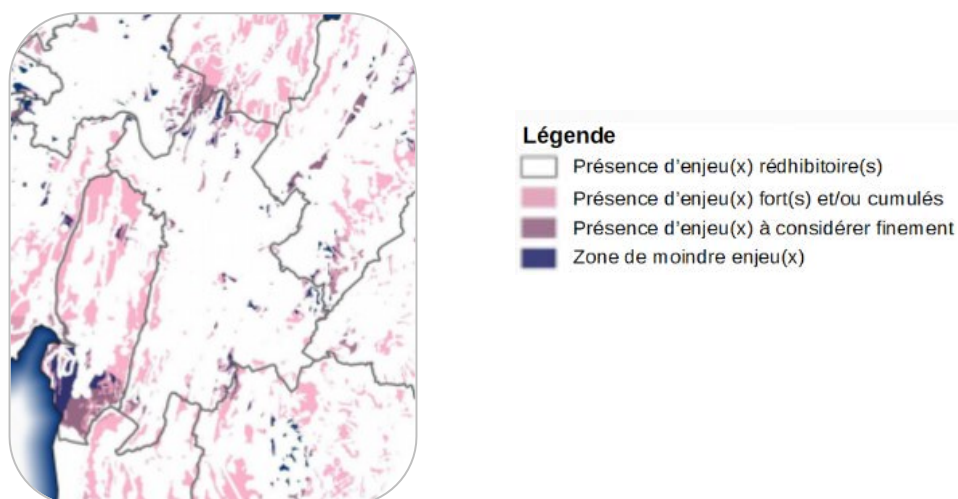 Légende
Présence d'enjeu(x) rédhibitoire(s)
Présence d'enjeu(x) fort(s) et/ou cumulés
Présence d'enjeu(x) à considérer finement
Zone de moindre enjeu(x)